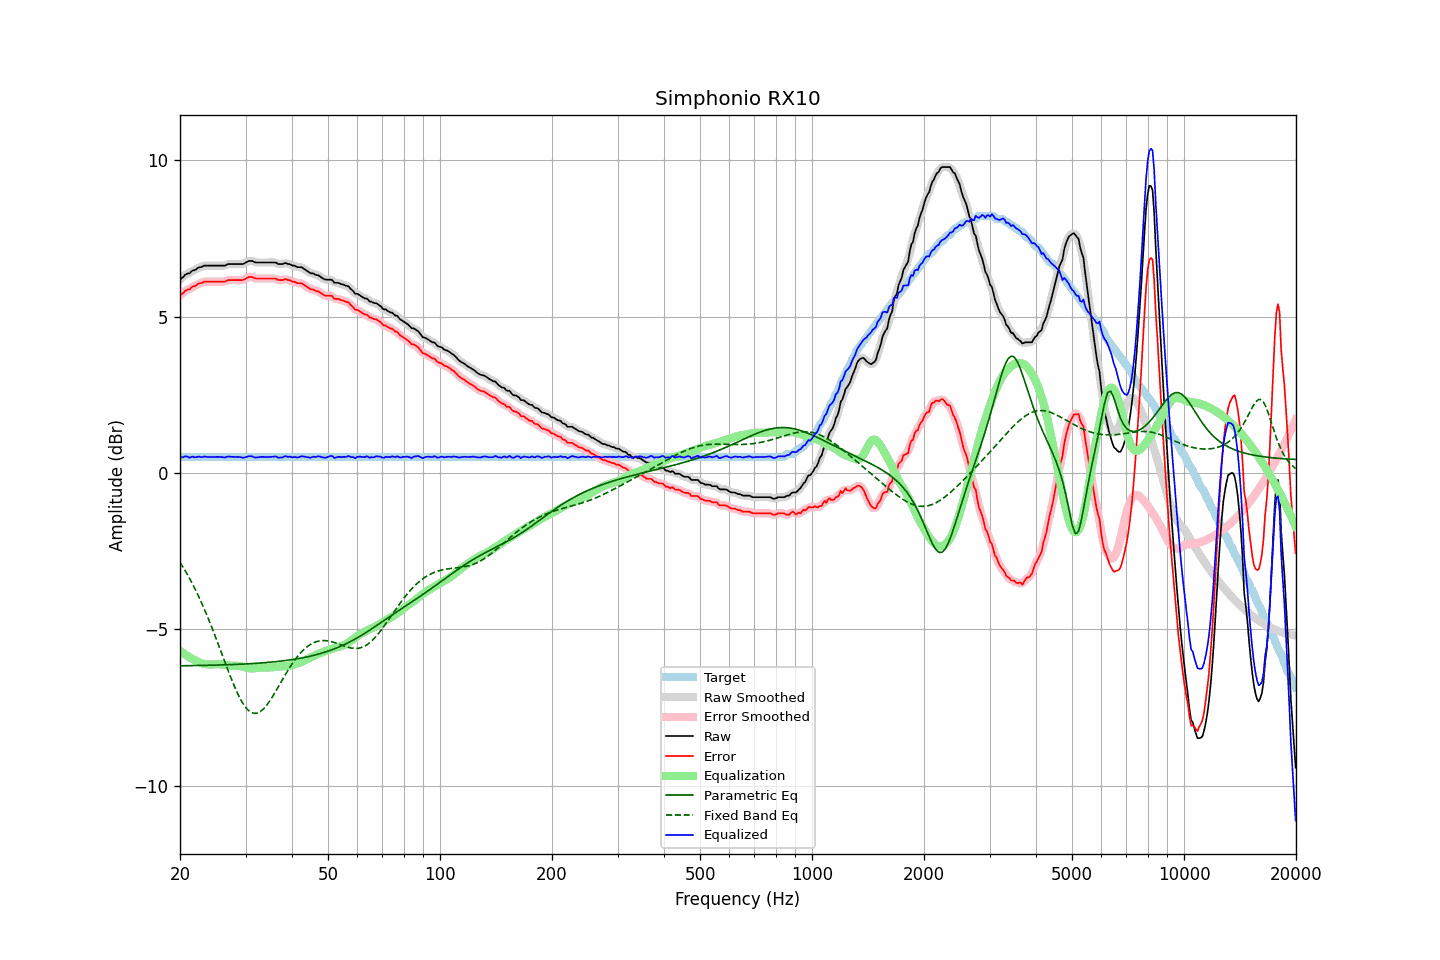 Simphonio RX10
Amplitude (dBr)
10
5
0
−5
−10
Target
Raw Smoothed
Error Smoothed
Raw
Error
Equalization
Parametric Eq
Fixed Band Eq
Equalized
20 50 100 200 500 1000 2000 5000 10000 20000
Frequency (Hz)